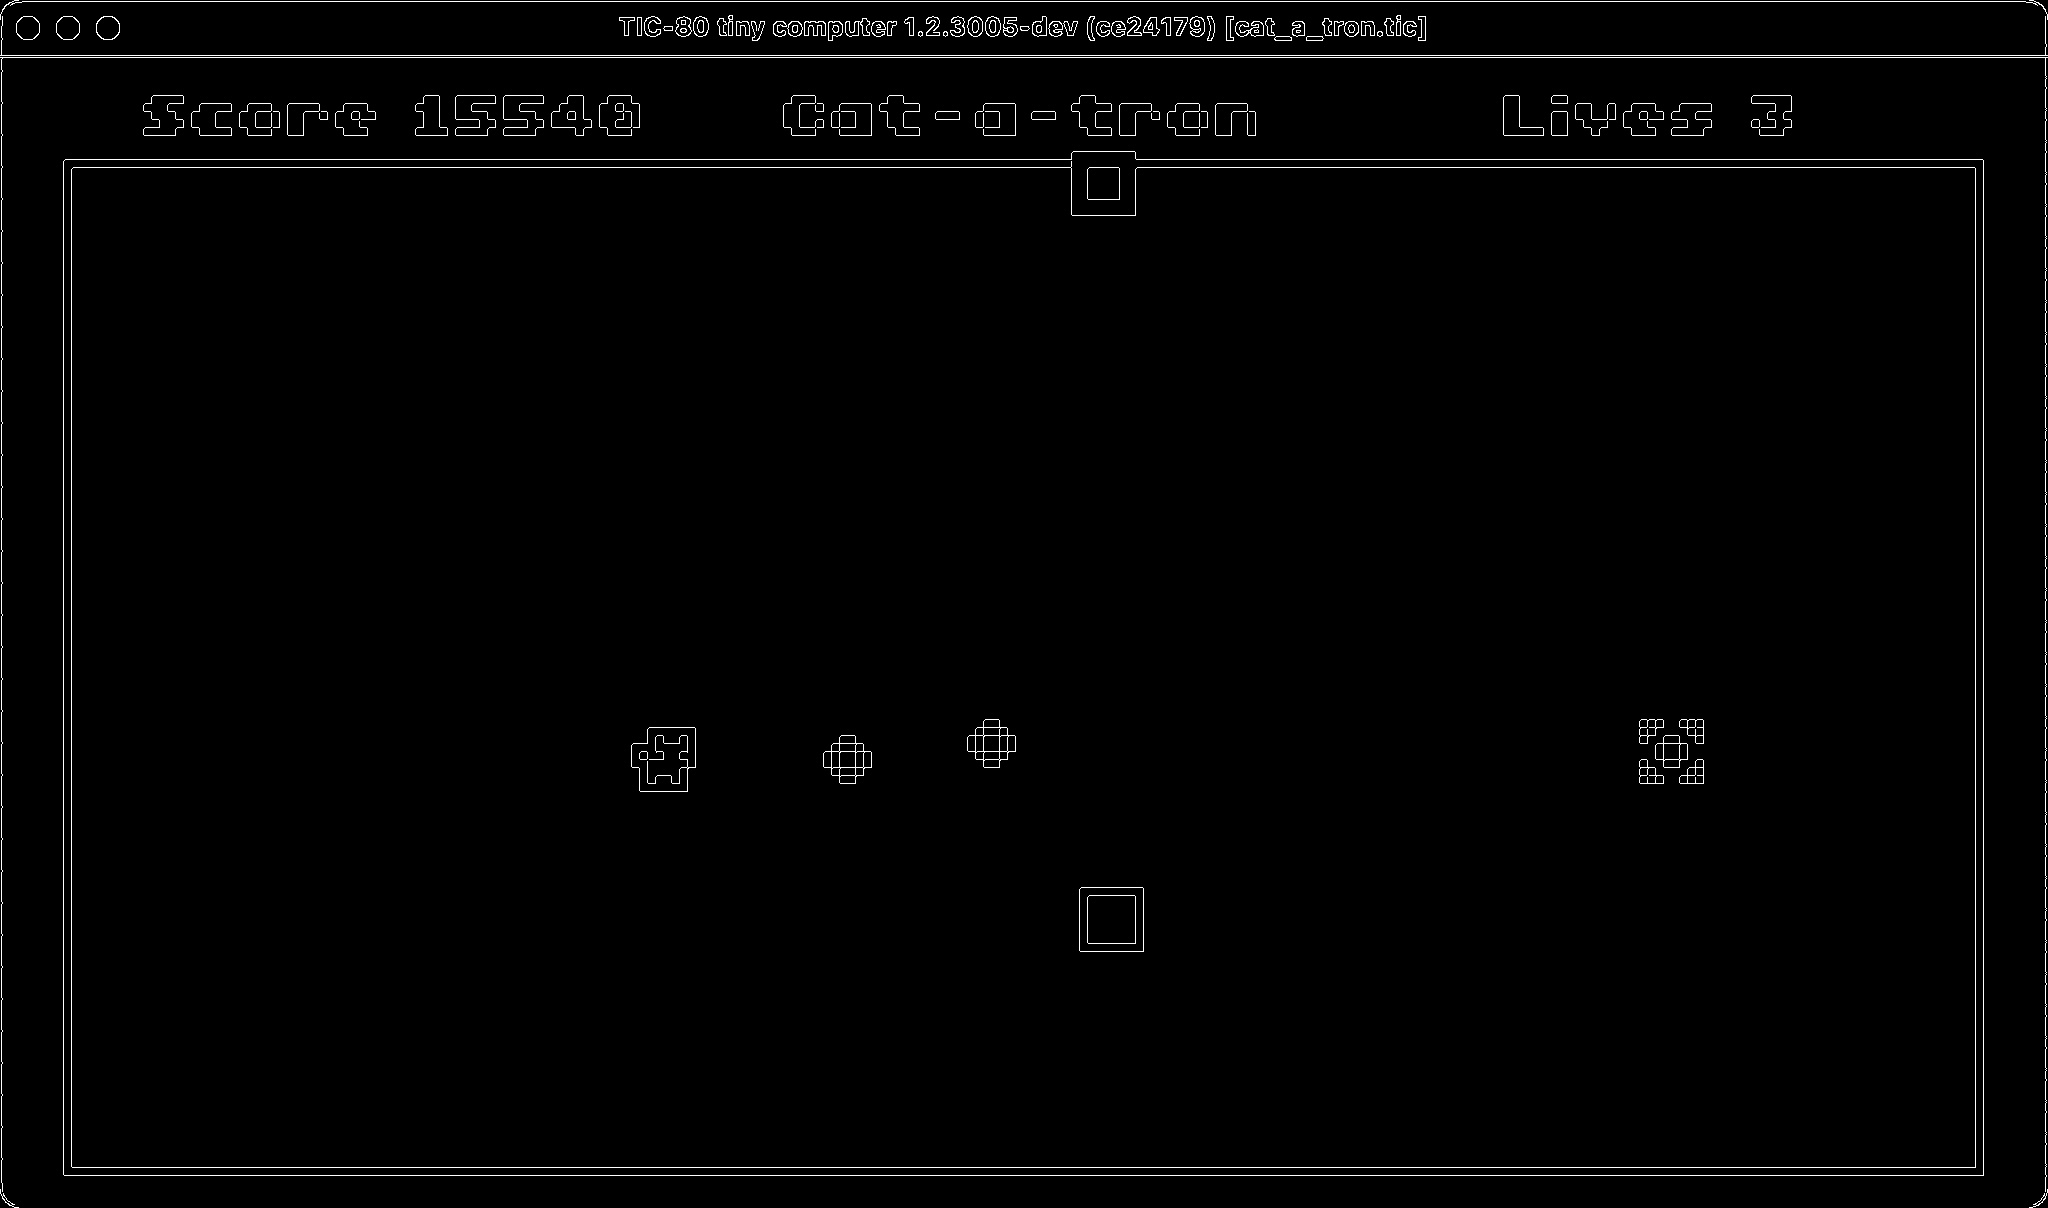 TIC-80 tiny computer 1.2.3005-dev (ce24179) [cat_a_tron.tic]
Score 15540 Cat-a-tron Lives 3